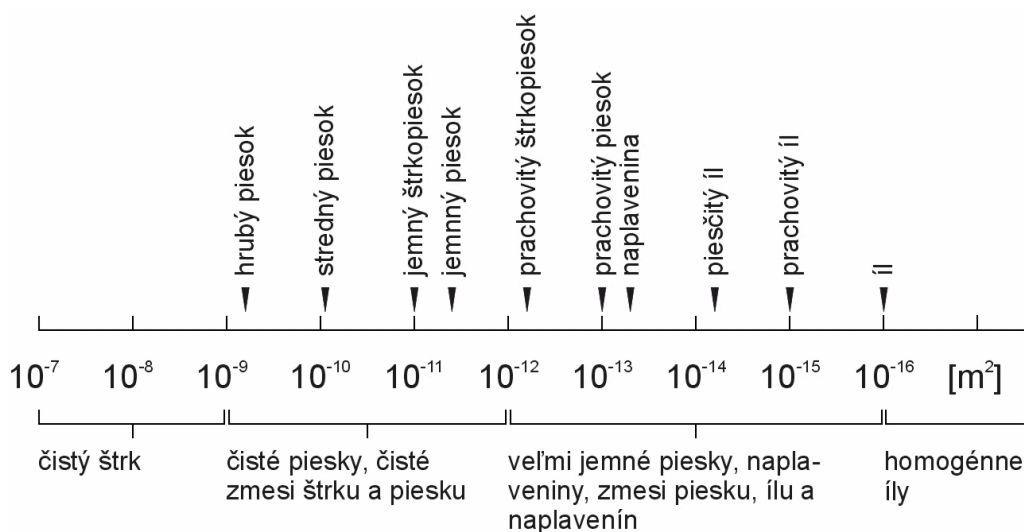 hrubý piesok
stredný piesok
jemný štrkopiesok
jemnný piesok
prachovitý štrkopiesok
prachovitý piesok
naplavenina
piesčitý íl
prachovitý íl
íl
10⁻⁷ 10⁻⁸ 10⁻⁹ 10⁻¹⁰ 10⁻¹¹ 10⁻¹² 10⁻¹³ 10⁻¹⁴ 10⁻¹⁵ 10⁻¹⁶ [m²]
čistý štrk
čisté piesky, čisté
zmesi štrku a piesku
veľmi jemné piesky, napla-
veniny, zmesi piesku, ílu a
naplavenín
homogénne
íly